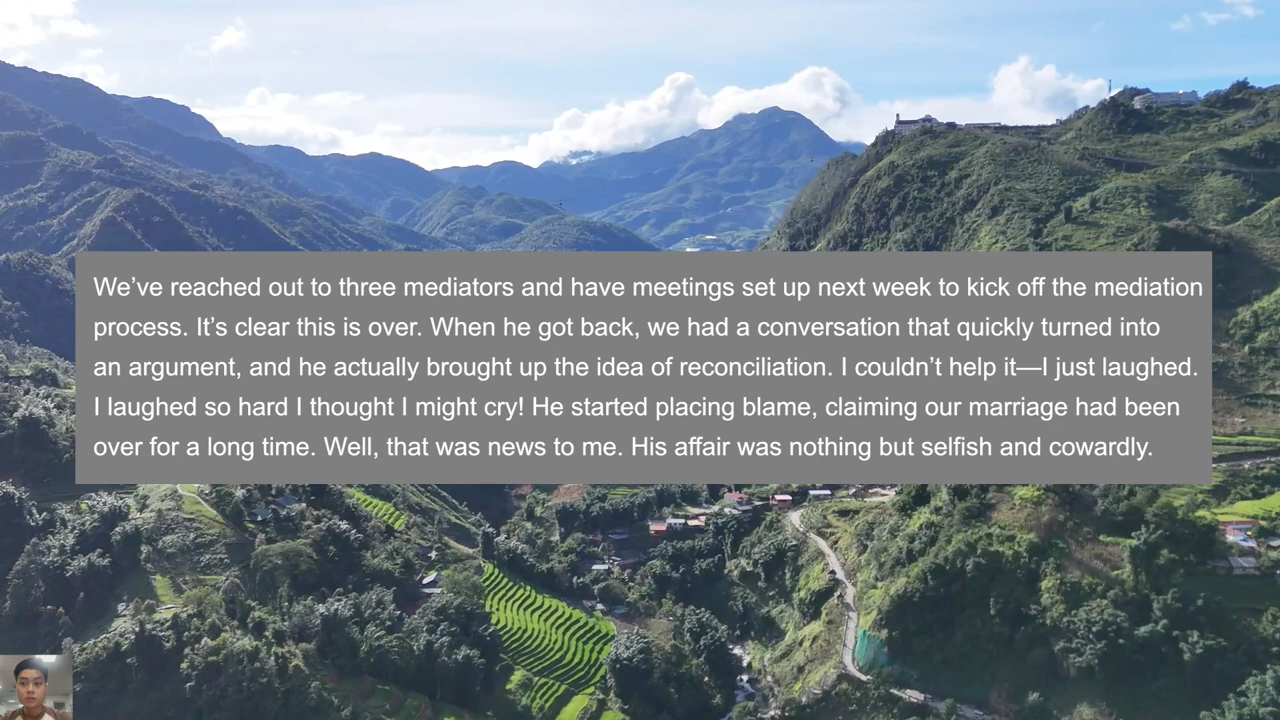 We’ve reached out to three mediators and have meetings set up next week to kick off the mediation
process. It’s clear this is over. When he got back, we had a conversation that quickly turned into
an argument, and he actually brought up the idea of reconciliation. I couldn’t help it—I just laughed.
I laughed so hard I thought I might cry! He started placing blame, claiming our marriage had been
over for a long time. Well, that was news to me. His affair was nothing but selfish and cowardly.